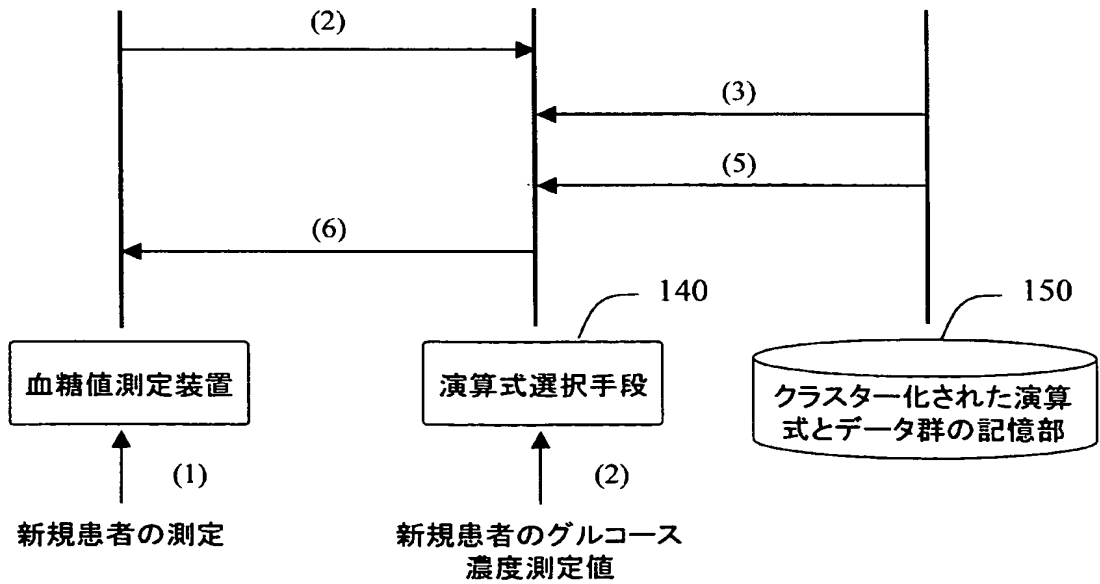 (2)
(3)
(5)
(6)
140
150
血糖値測定装置
演算式選択手段
クラスター化された演算
式とデータ群の記憶部
(1)
(2)
新規患者の測定
新規患者のグルコース
濃度測定値